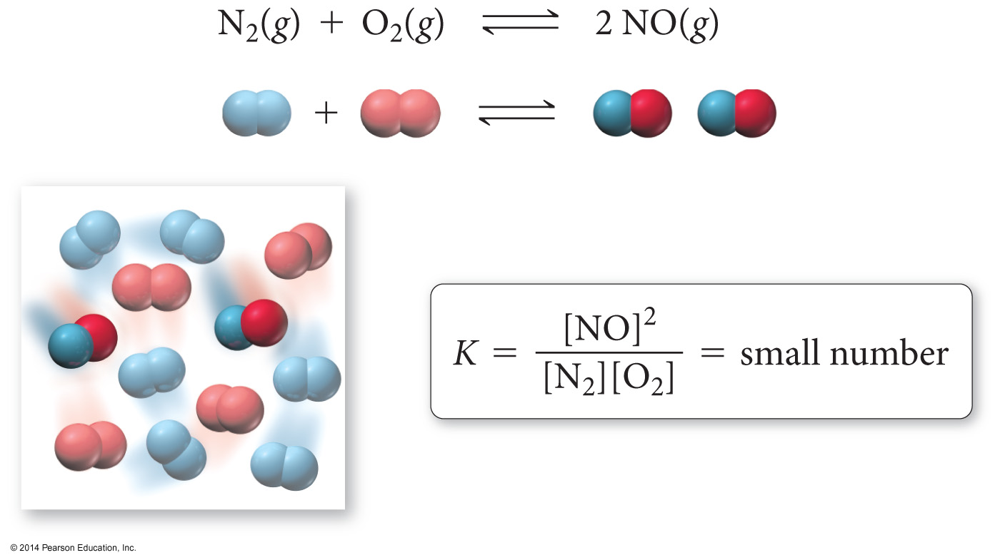 N₂(g) + O₂(g) ⇌ 2 NO(g)
+ ⇌
K = [NO]² / [N₂][O₂] = small number
© 2014 Pearson Education, Inc.